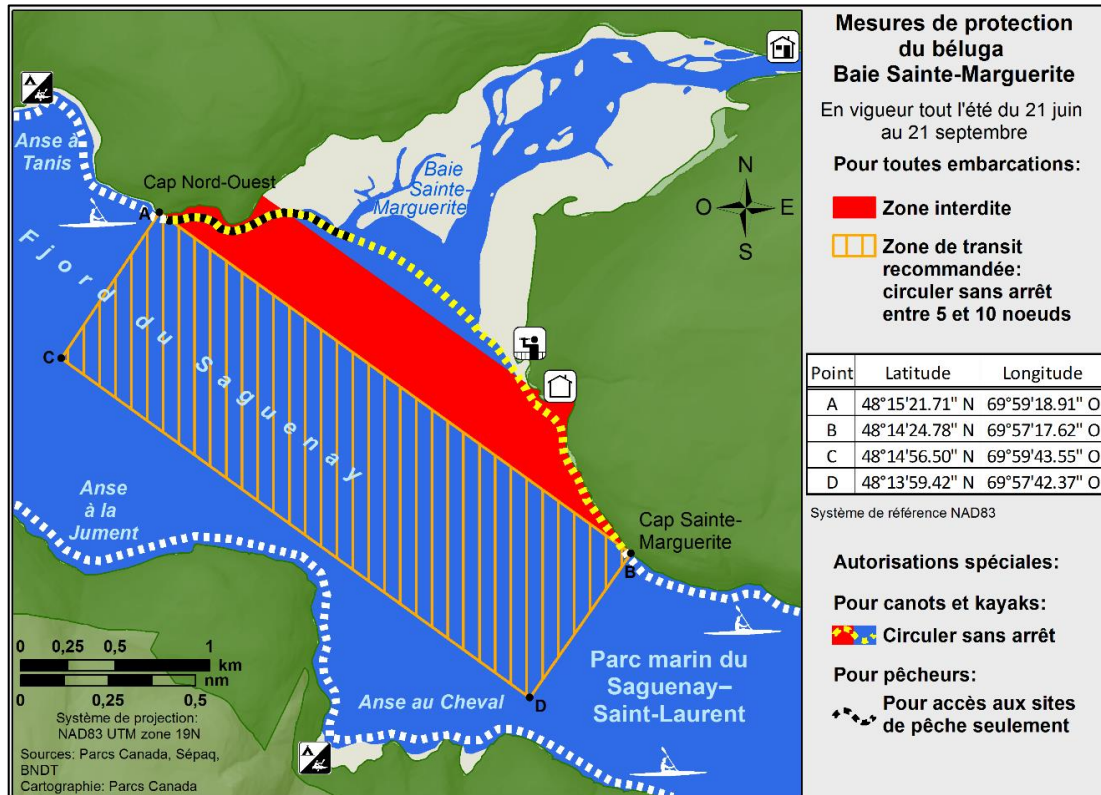 Mesures de protection
du béluga
Baie Sainte-Marguerite
En vigueur tout l'été du 21 juin
au 21 septembre
Pour toutes embarcations:
Zone interdite
Zone de transit
recommandée:
circuler sans arrêt
entre 5 et 10 noeuds
Point Latitude Longitude
A 48°15'21.71" N 69°59'18.91" O
B 48°14'24.78" N 69°57'17.62" O
C 48°14'56.50" N 69°59'43.55" O
D 48°13'59.42" N 69°57'42.37" O
Système de référence NAD83
Autorisations spéciales:
Pour canots et kayaks:
Circuler sans arrêt
Pour pêcheurs:
Pour accès aux sites
de pêche seulement
Anse à
Tanis
Cap Nord-Ouest
Baie
Sainte-
Marguerite
N
O
E
S
A
Fjord du Saguenay
C
Anse
à la
Jument
Cap Sainte-
Marguerite
B
D
Parc marin du
Saguenay–
Saint-Laurent
Anse au Cheval
0 0,25 0,5 1
km
nm
0 0,25 0,5
Système de projection:
NAD83 UTM zone 19N
Sources: Parcs Canada, Sépaq,
BNDT
Cartographie: Parcs Canada